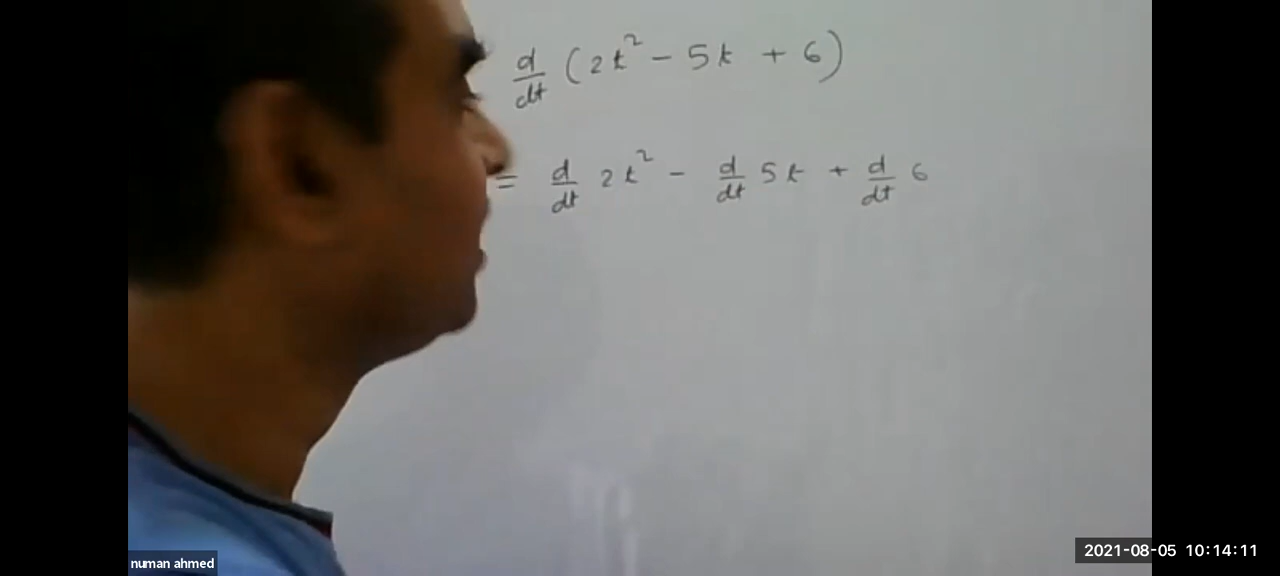 d/dt (2t² - 5t + 6)
= d/dt 2t² - d/dt 5t + d/dt 6
numan ahmed
2021-08-05 10:14:11